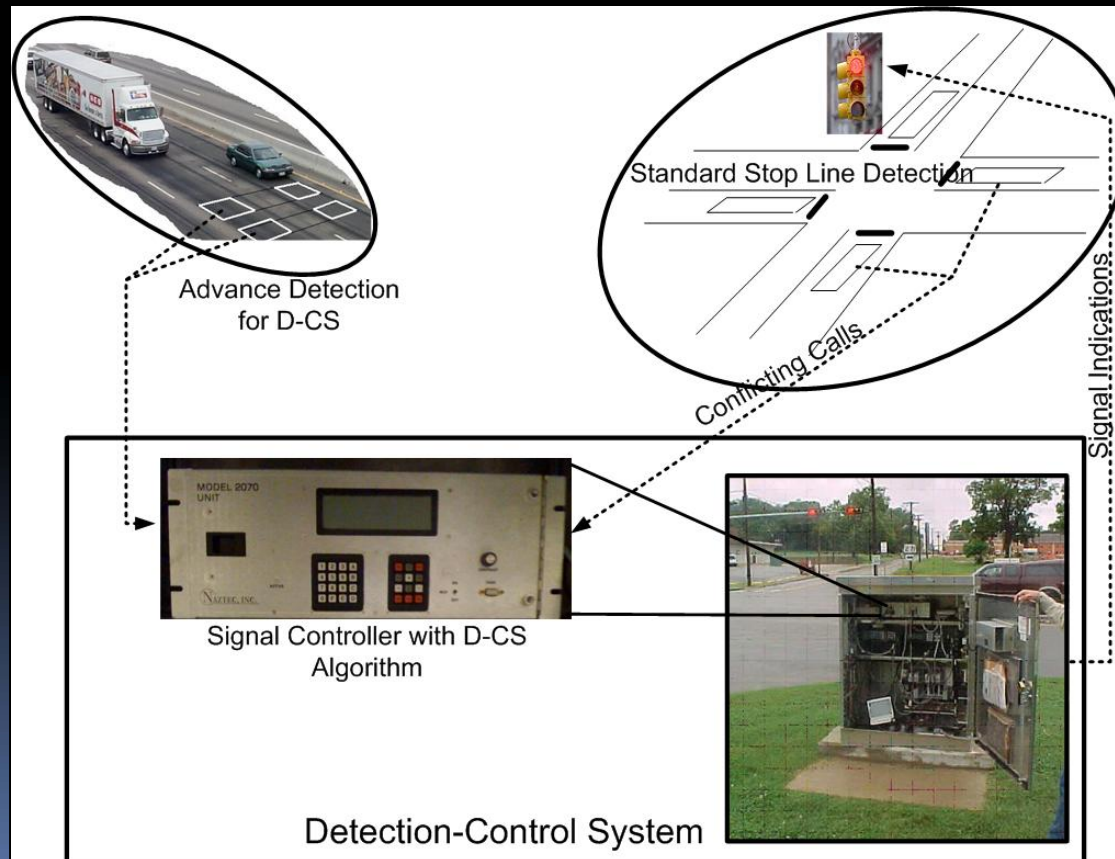 Standard Stop Line Detection
Advance Detection
for D-CS
Conflicting Calls
Signal Indications
MODEL 2070
UNIT
NAZTEC, INC.
Signal Controller with D-CS
Algorithm
Detection-Control System